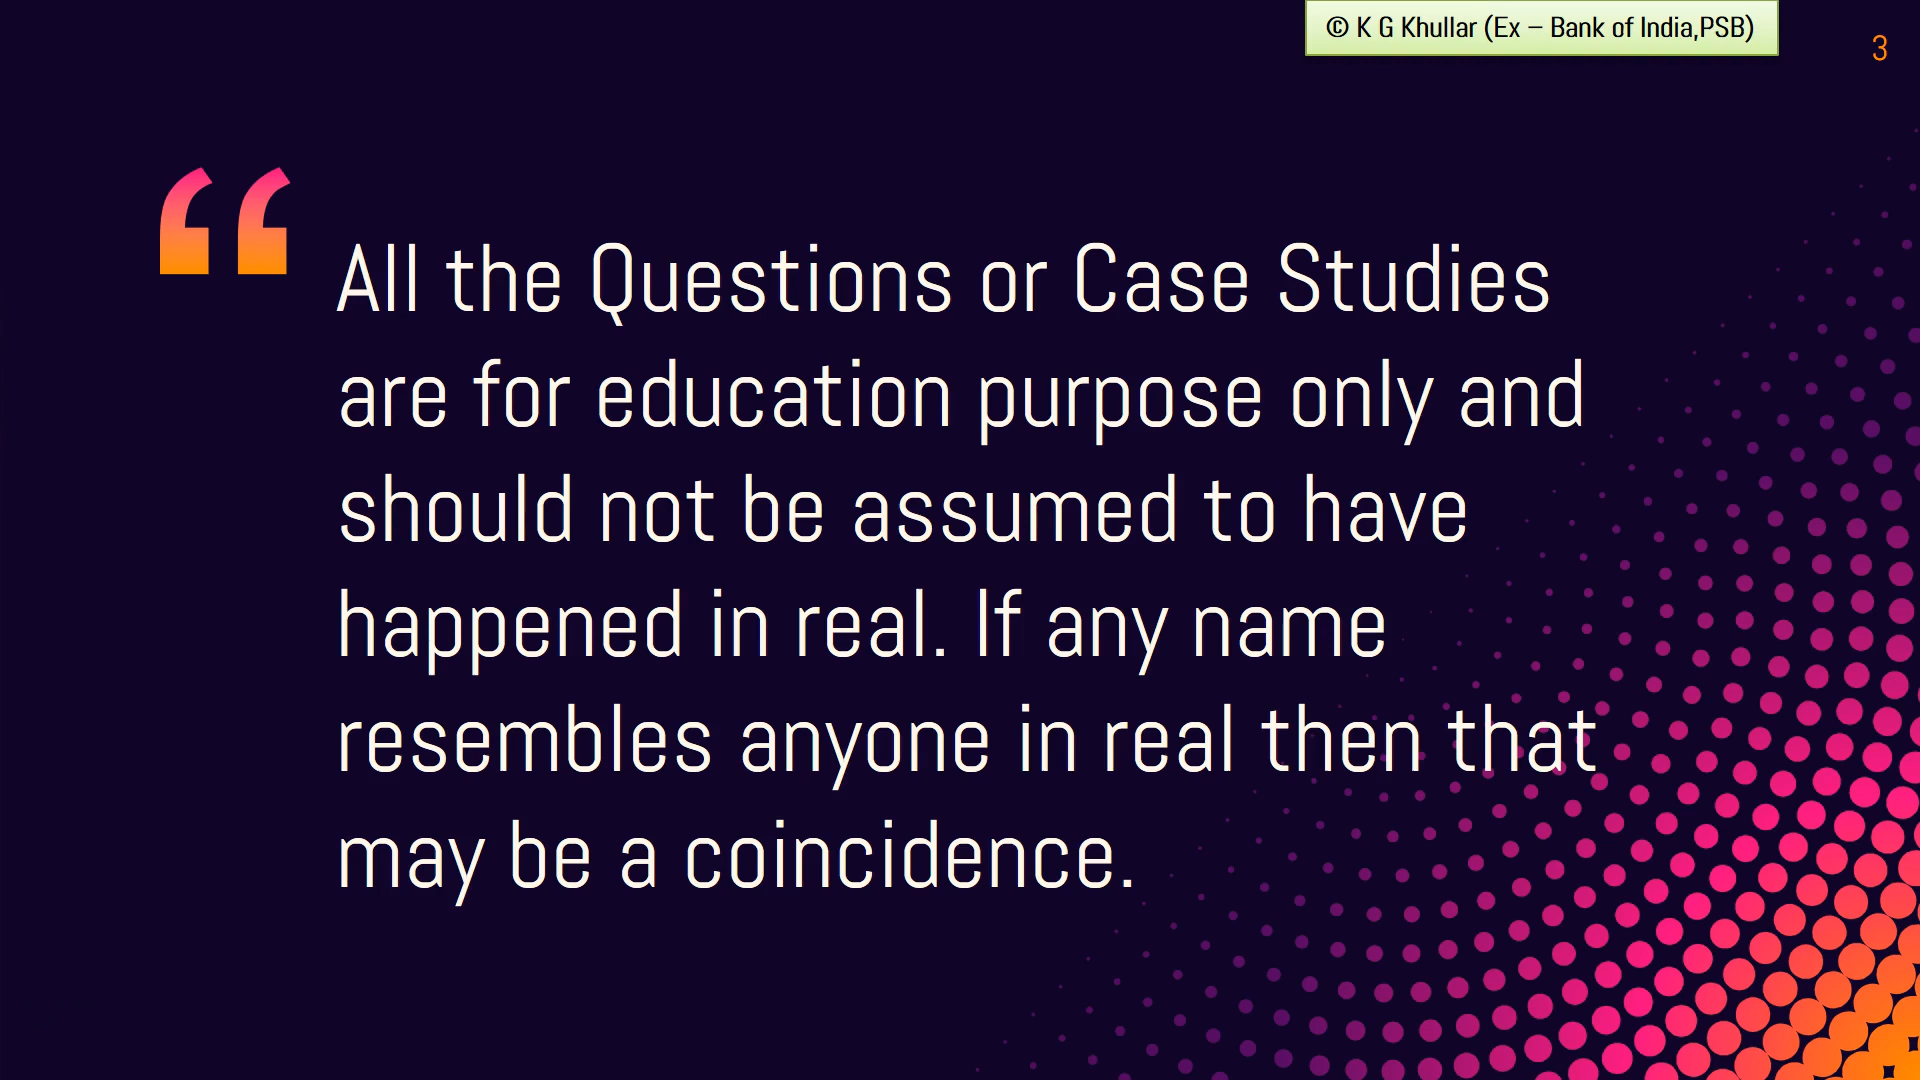 © K G Khullar (Ex – Bank of India,PSB)
3
“
All the Questions or Case Studies
are for education purpose only and
should not be assumed to have
happened in real. If any name
resembles anyone in real then that
may be a coincidence.